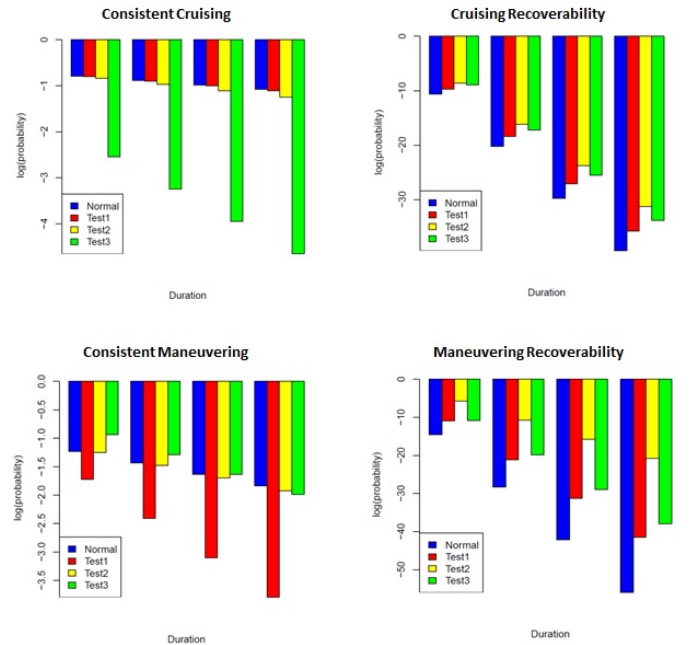 Consistent Cruising
log(probability)
0
−1
−2
−3
−4
Normal
Test1
Test2
Test3
Duration
Cruising Recoverability
log(probability)
0
−10
−20
−30
Normal
Test1
Test2
Test3
Duration
Consistent Maneuvering
log(probability)
0.0
−0.5
−1.0
−1.5
−2.0
−2.5
−3.0
−3.5
Normal
Test1
Test2
Test3
Duration
Maneuvering Recoverability
log(probability)
0
−10
−20
−30
−40
−50
Normal
Test1
Test2
Test3
Duration